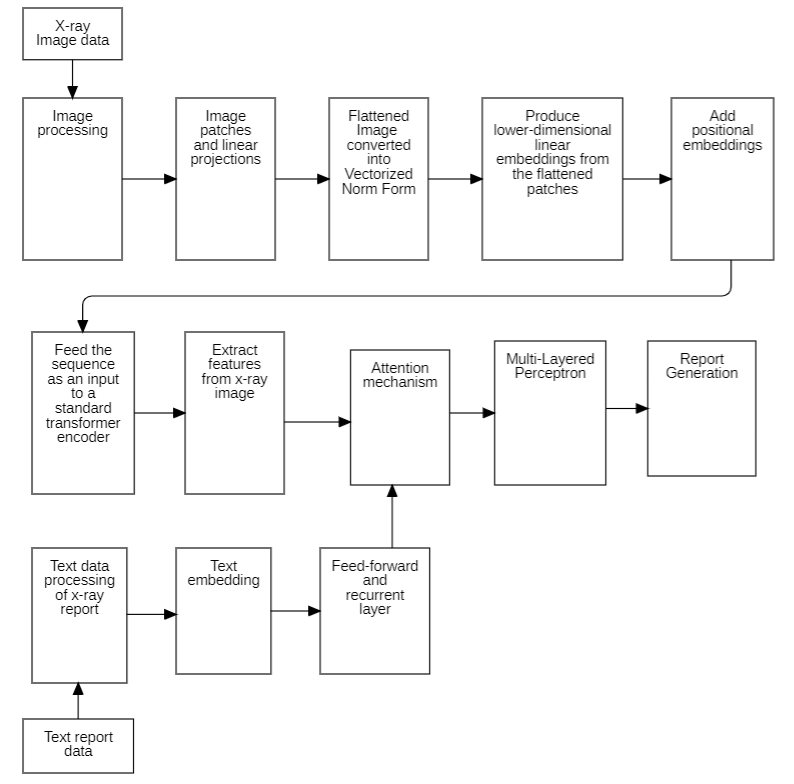 X-ray
Image data
Image
processing
Image
patches
and linear
projections
Flattened
Image
converted
into
Vectorized
Norm Form
Produce
lower-dimensional
linear
embeddings from
the flattened
patches
Add
positional
embeddings
Feed the
sequence
as an input
to a
standard
transformer
encoder
Extract
features
from x-ray
image
Attention
mechanism
Multi-Layered
Perceptron
Report
Generation
Text data
processing
of x-ray
report
Text
embedding
Feed-forward
and
recurrent
layer
Text report
data